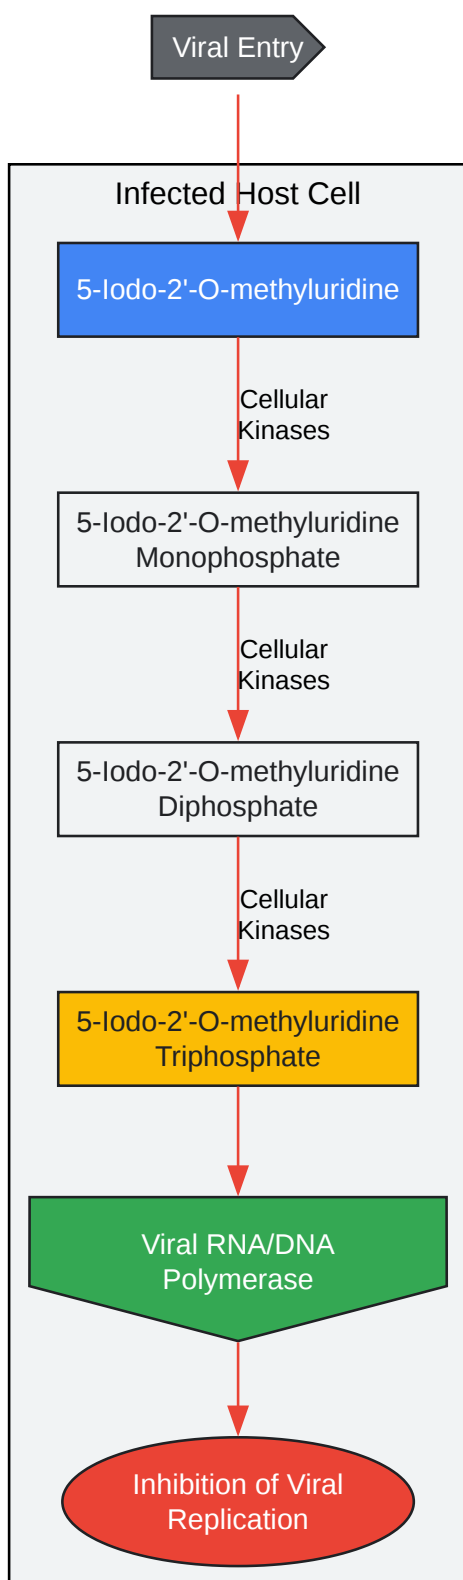 Viral Entry
Infected Host Cell
5-Iodo-2'-O-methyluridine
Cellular
Kinases
5-Iodo-2'-O-methyluridine
Monophosphate
Cellular
Kinases
5-Iodo-2'-O-methyluridine
Diphosphate
Cellular
Kinases
5-Iodo-2'-O-methyluridine
Triphosphate
Viral RNA/DNA
Polymerase
Inhibition of Viral
Replication